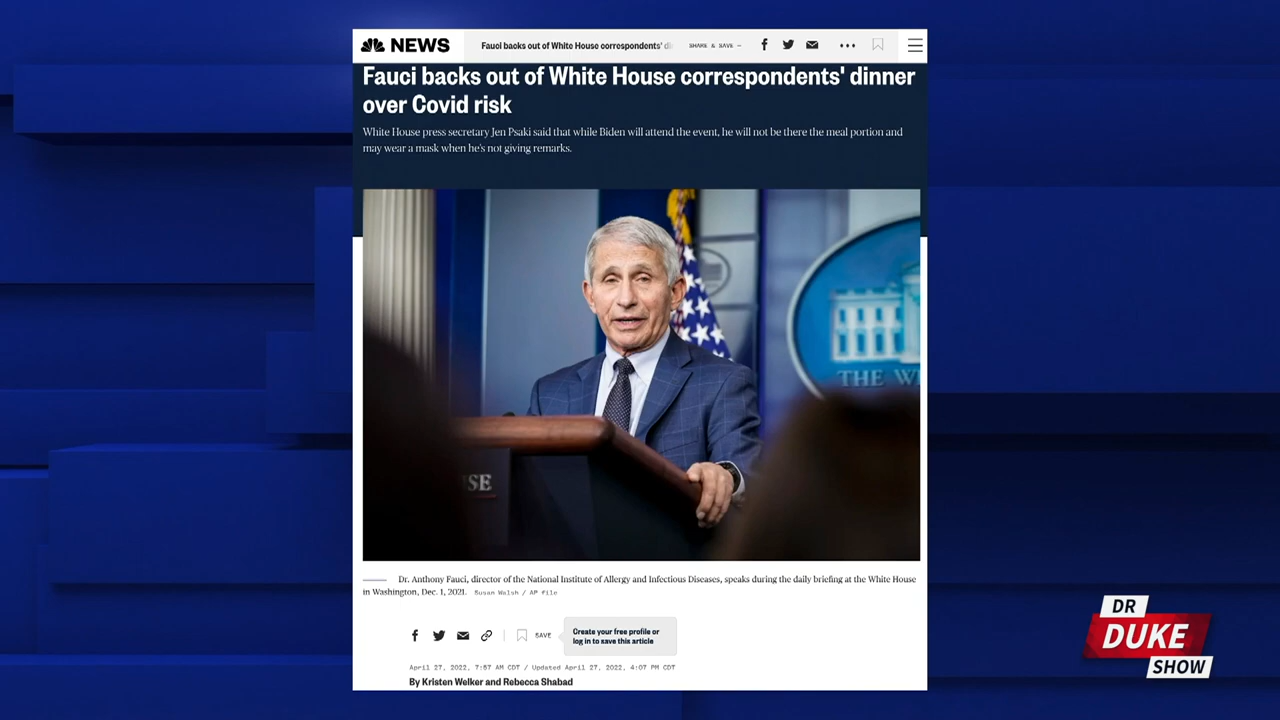 NEWS
Fauci backs out of White House correspondents' di
SHARE & SAVE —
Fauci backs out of White House correspondents' dinner
over Covid risk
White House press secretary Jen Psaki said that while Biden will attend the event, he will not be there the meal portion and
may wear a mask when he's not giving remarks.
THE W
SE
Dr. Anthony Fauci, director of the National Institute of Allergy and Infectious Diseases, speaks during the daily briefing at the White House
in Washington, Dec. 1, 2021. Susan Walsh / AP file
SAVE
Create your free profile or
log in to save this article
April 27, 2022, 7:57 AM CDT / Updated April 27, 2022, 4:07 PM CDT
By Kristen Welker and Rebecca Shabad
DR
DUKE
SHOW